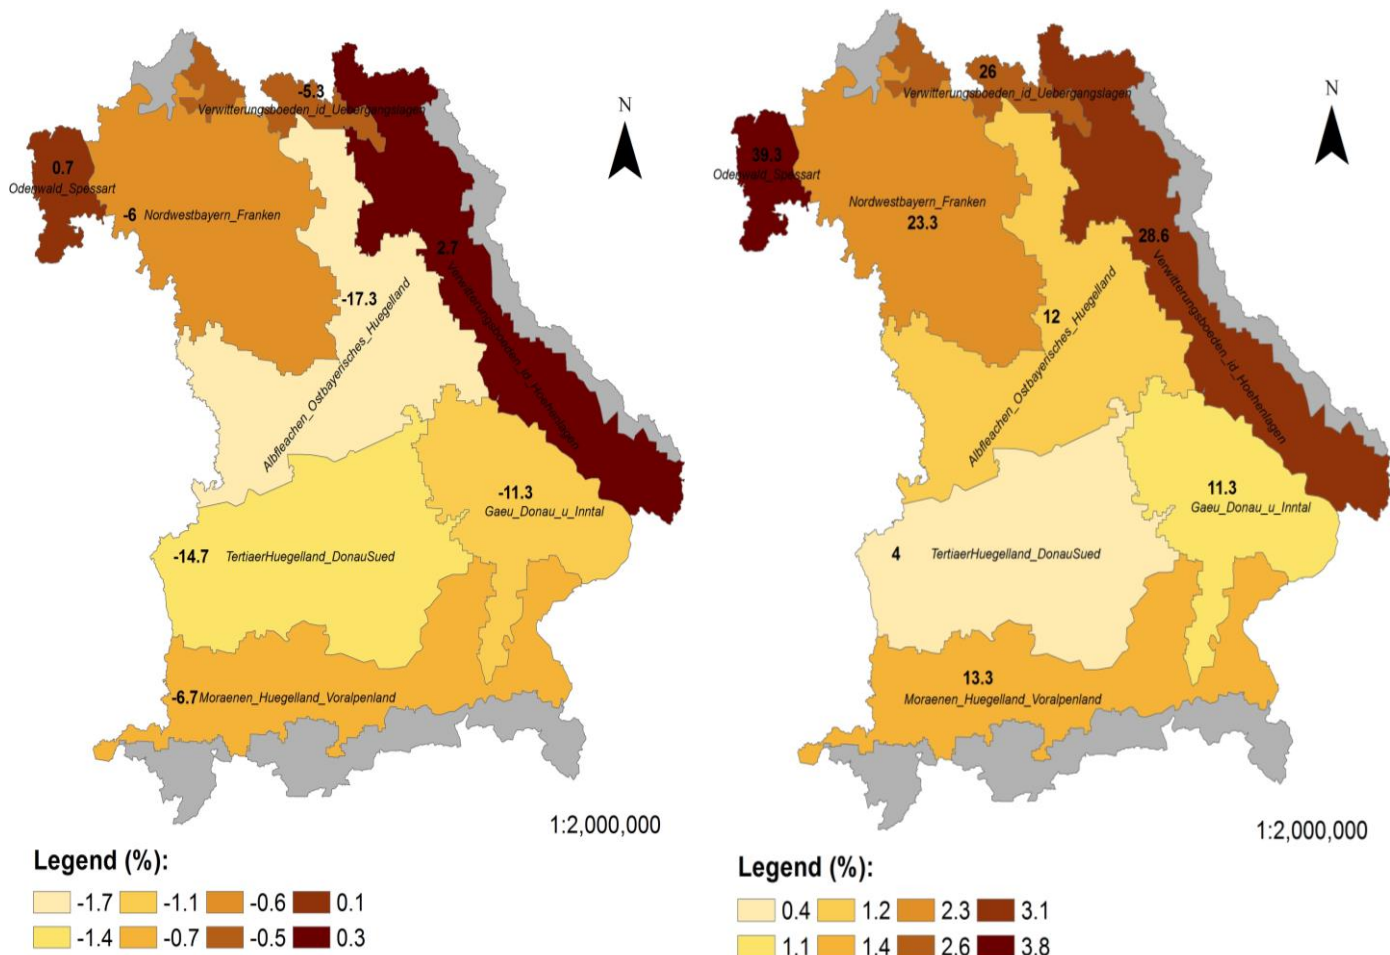 -5.3
Verwitterungsboeden_id_Uebergangslagen
N
0.7
Odenwald_Spessart
-6 Nordwestbayern_Franken
2.7
Verwitterungsboeden_id_Hoehenlagen
-17.3
Albfleachen_Ostbayerisches_Huegelland
-11.3
Gaeu_Donau_u_Inntal
-14.7 TertiaerHuegelland_DonauSued
-6.7 Moraenen_Huegelland_Voralpenland
1:2,000,000
Legend (%):
-1.7 -1.1 -0.6 0.1
-1.4 -0.7 -0.5 0.3
26
Verwitterungsboeden_id_Uebergangslagen
N
39.3
Odenwald_Spessart
Nordwestbayern_Franken
23.3
28.6
Verwitterungsboeden_id_Hoehenlagen
12
Albfleachen_Ostbayerisches_Huegelland
11.3
Gaeu_Donau_u_Inntal
4 TertiaerHuegelland_DonauSued
13.3
Moraenen_Huegelland_Voralpenland
1:2,000,000
Legend (%):
0.4 1.2 2.3 3.1
1.1 1.4 2.6 3.8